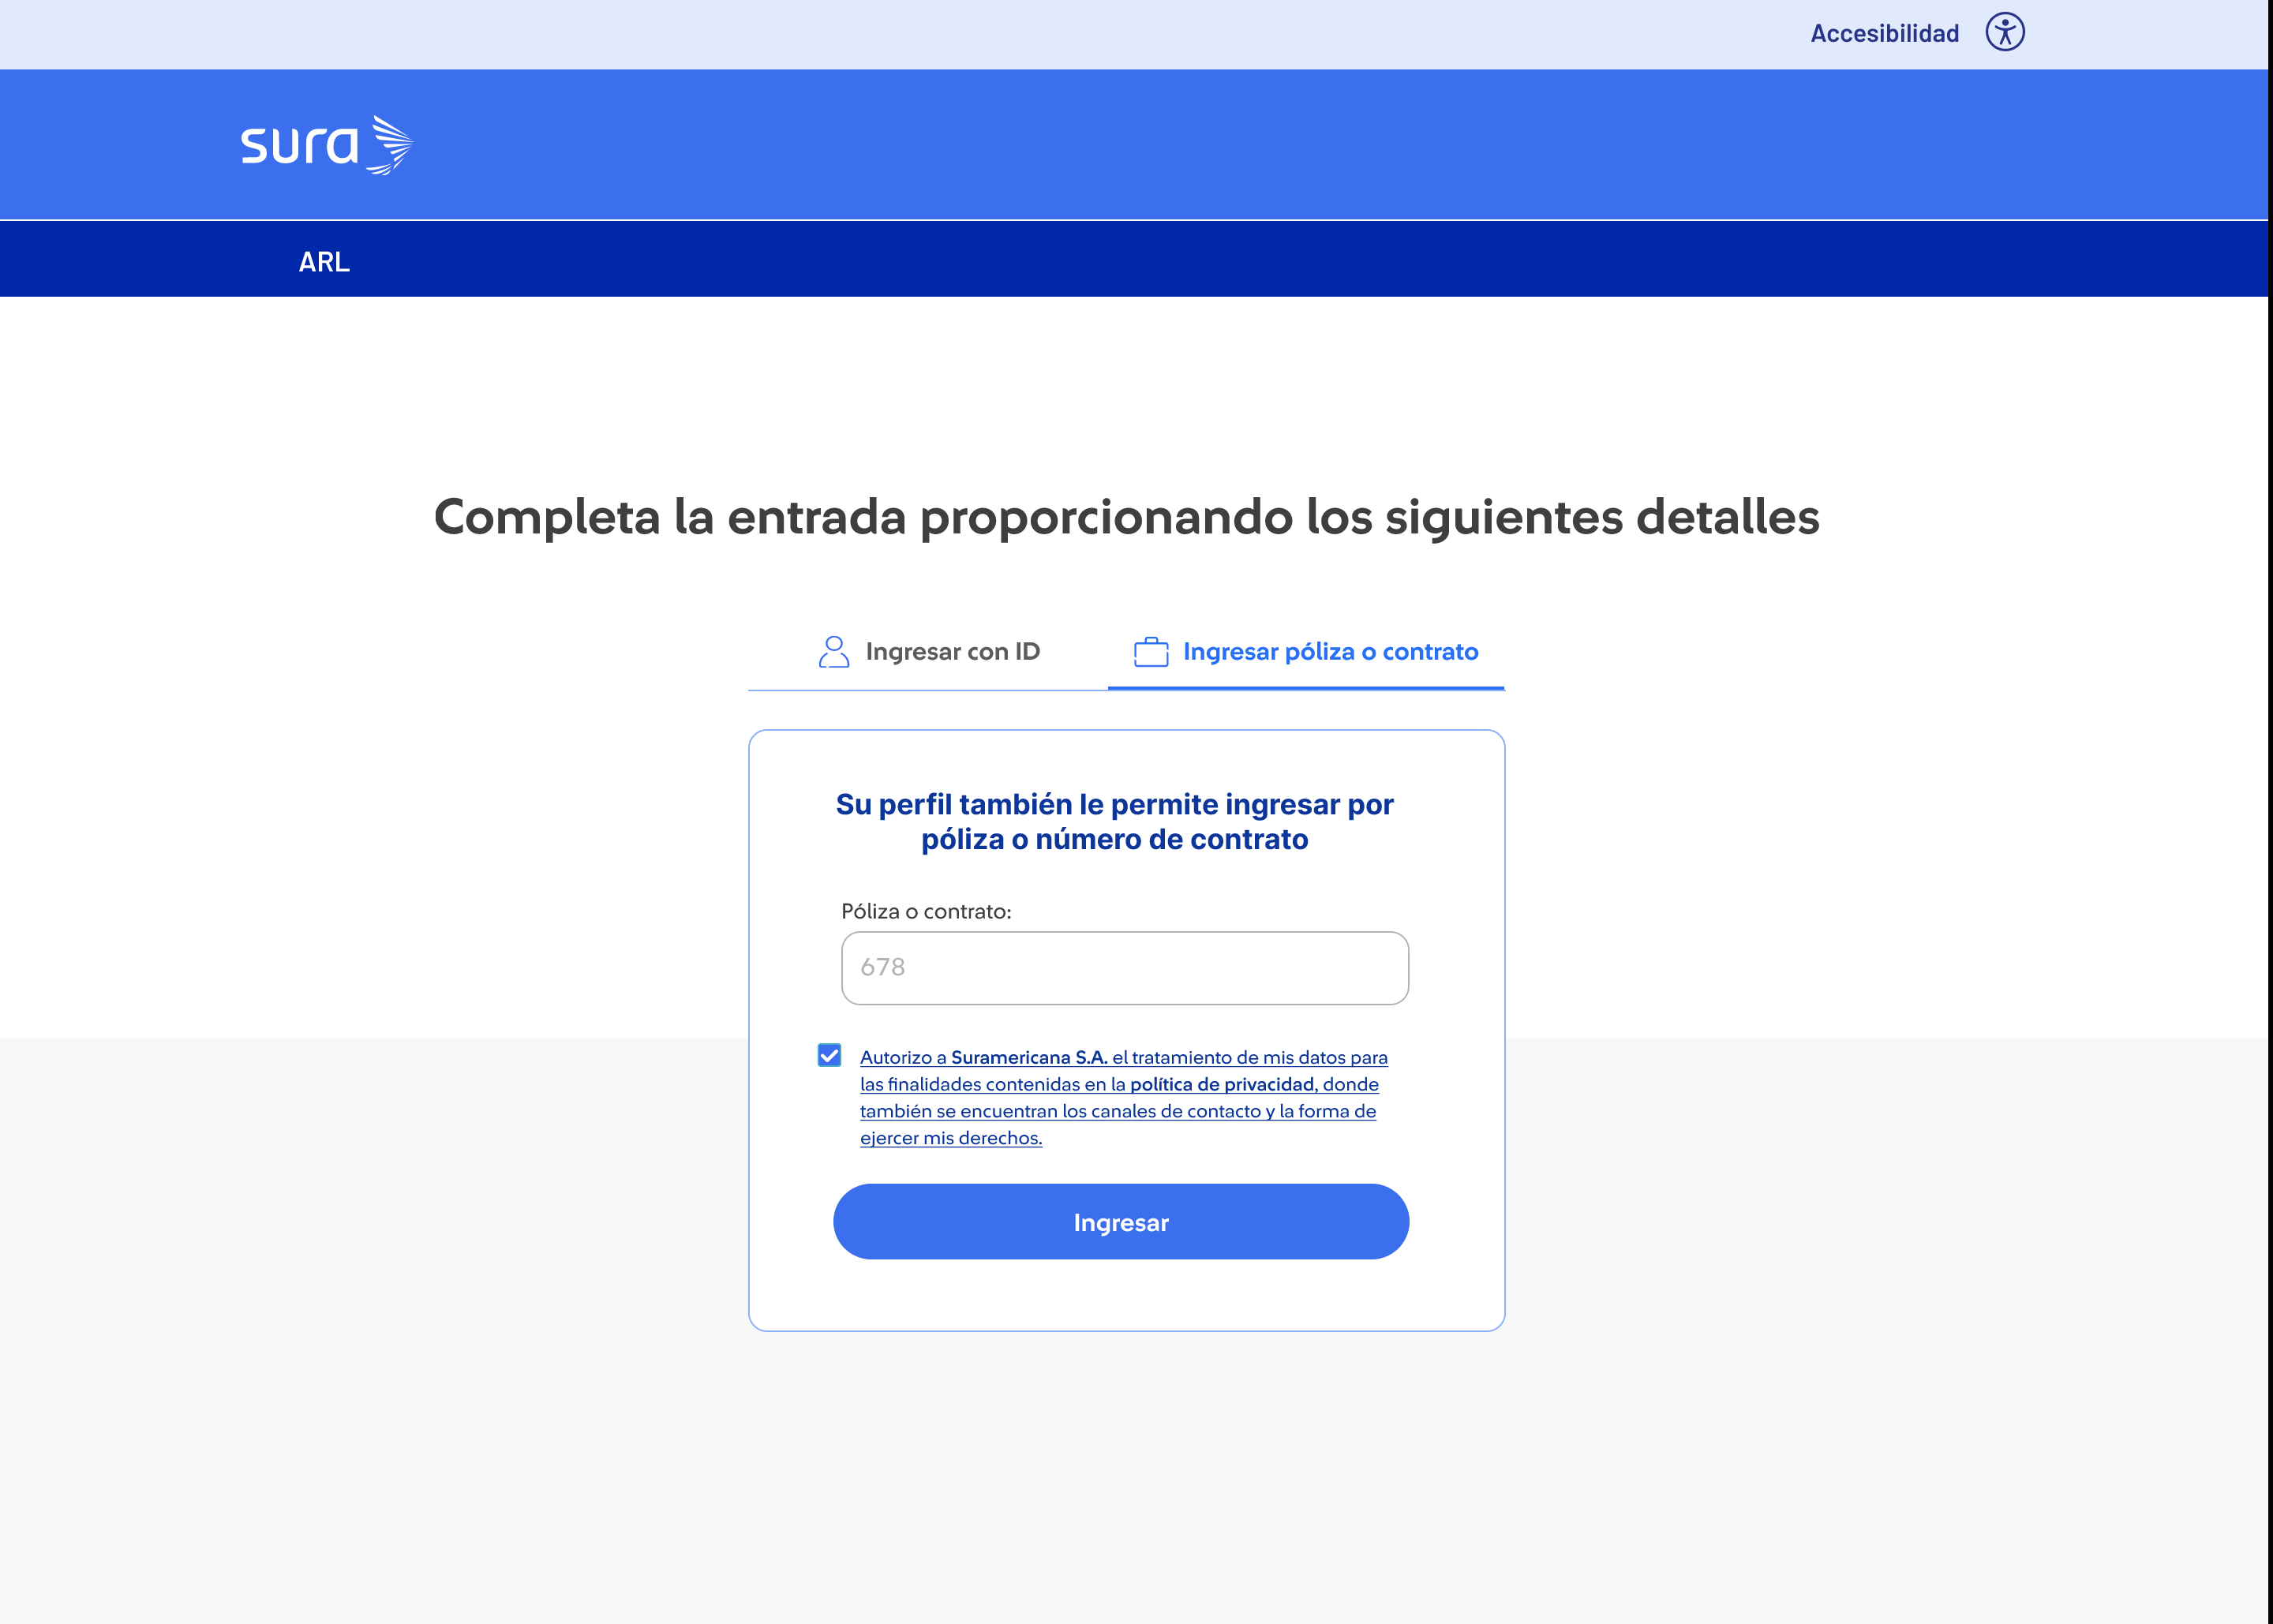 Accesibilidad
sura
ARL
Completa la entrada proporcionando los siguientes detalles
Ingresar con ID
Ingresar póliza o contrato
Su perfil también le permite ingresar por
póliza o número de contrato
Póliza o contrato:
678
Autorizo a Suramericana S.A. el tratamiento de mis datos para
las finalidades contenidas en la política de privacidad, donde
también se encuentran los canales de contacto y la forma de
ejercer mis derechos.
Ingresar